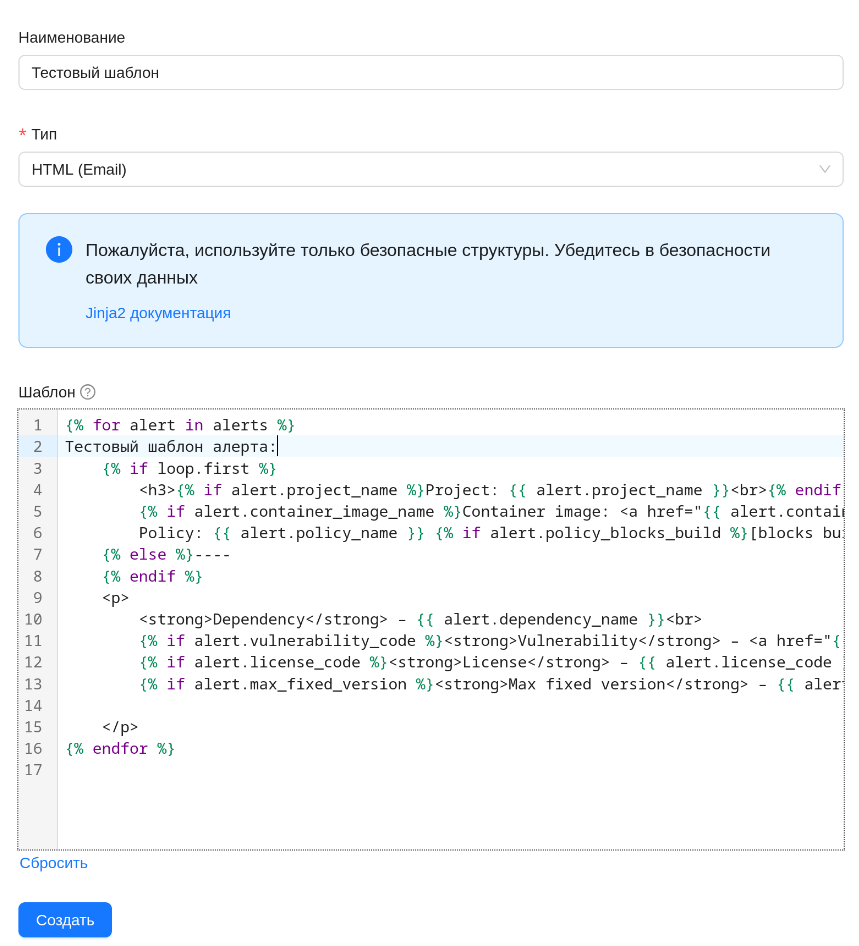 Наименование
Тестовый шаблон
* Тип
HTML (Email)
Пожалуйста, используйте только безопасные структуры. Убедитесь в безопасности
своих данных
Jinja2 документация
Шаблон ?
1 {% for alert in alerts %}
2 Тестовый шаблон алерта:
3     {% if loop.first %}
4         <h3>{% if alert.project_name %}Project: {{ alert.project_name }}<br>{% endif
5         {% if alert.container_image_name %}Container image: <a href="{{ alert.contain
6         Policy: {{ alert.policy_name }} {% if alert.policy_blocks_build %}[blocks bui
7     {% else %}----
8     {% endif %}
9     <p>
10         <strong>Dependency</strong> – {{ alert.dependency_name }}<br>
11         {% if alert.vulnerability_code %}<strong>Vulnerability</strong> – <a href="{
12         {% if alert.license_code %}<strong>License</strong> – {{ alert.license_code
13         {% if alert.max_fixed_version %}<strong>Max fixed version</strong> – {{ aler
14
15     </p>
16 {% endfor %}
17
Сбросить
Создать